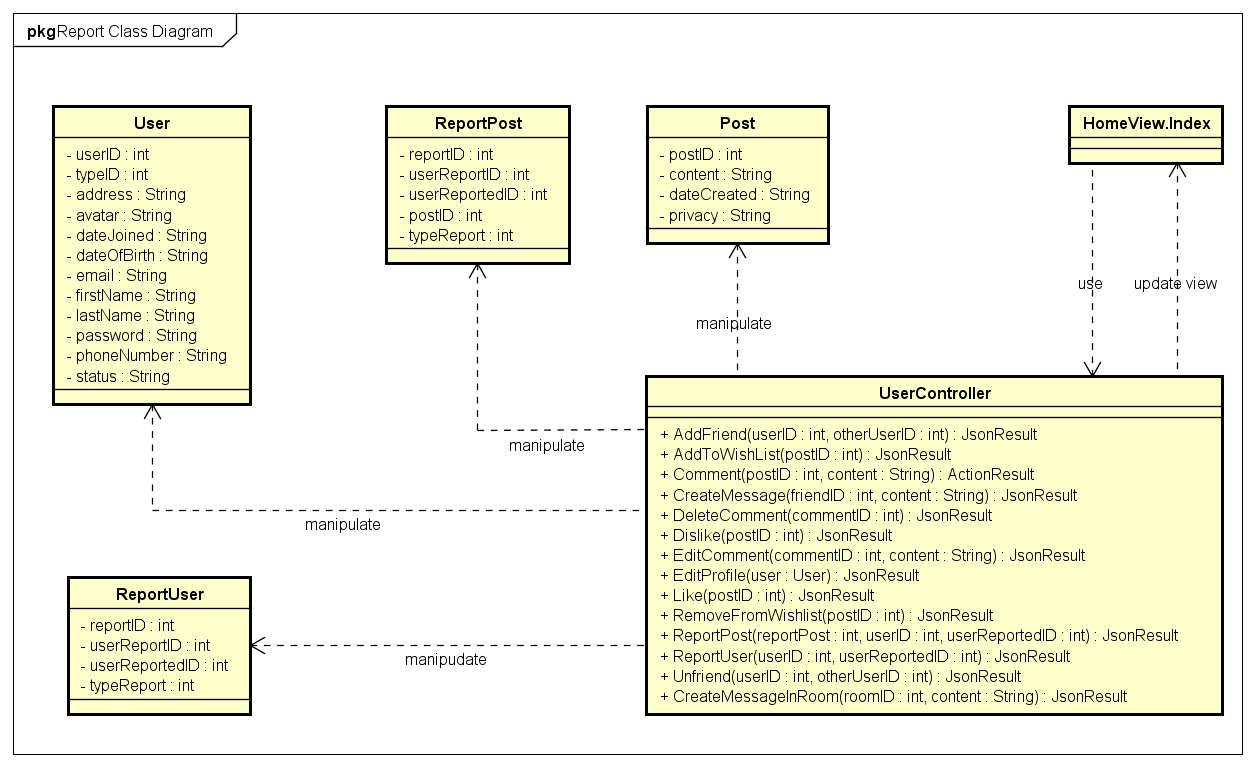 pkgReport Class Diagram
User
- userID : int
- typeID : int
- address : String
- avatar : String
- dateJoined : String
- dateOfBirth : String
- email : String
- firstName : String
- lastName : String
- password : String
- phoneNumber : String
- status : String
ReportPost
- reportID : int
- userReportID : int
- userReportedID : int
- postID : int
- typeReport : int
Post
- postID : int
- content : String
- dateCreated : String
- privacy : String
HomeView.Index
use
update view
manipulate
manipulate
manipulate
manipudate
UserController
+ AddFriend(userID : int, otherUserID : int) : JsonResult
+ AddToWishList(postID : int) : JsonResult
+ Comment(postID : int, content : String) : ActionResult
+ CreateMessage(friendID : int, content : String) : JsonResult
+ DeleteComment(commentID : int) : JsonResult
+ Dislike(postID : int) : JsonResult
+ EditComment(commentID : int, content : String) : JsonResult
+ EditProfile(user : User) : JsonResult
+ Like(postID : int) : JsonResult
+ RemoveFromWishlist(postID : int) : JsonResult
+ ReportPost(reportPost : int, userID : int, userReportedID : int) : JsonResult
+ ReportUser(userID : int, userReportedID : int) : JsonResult
+ Unfriend(userID : int, otherUserID : int) : JsonResult
+ CreateMessageInRoom(roomID : int, content : String) : JsonResult
ReportUser
- reportID : int
- userReportID : int
- userReportedID : int
- typeReport : int